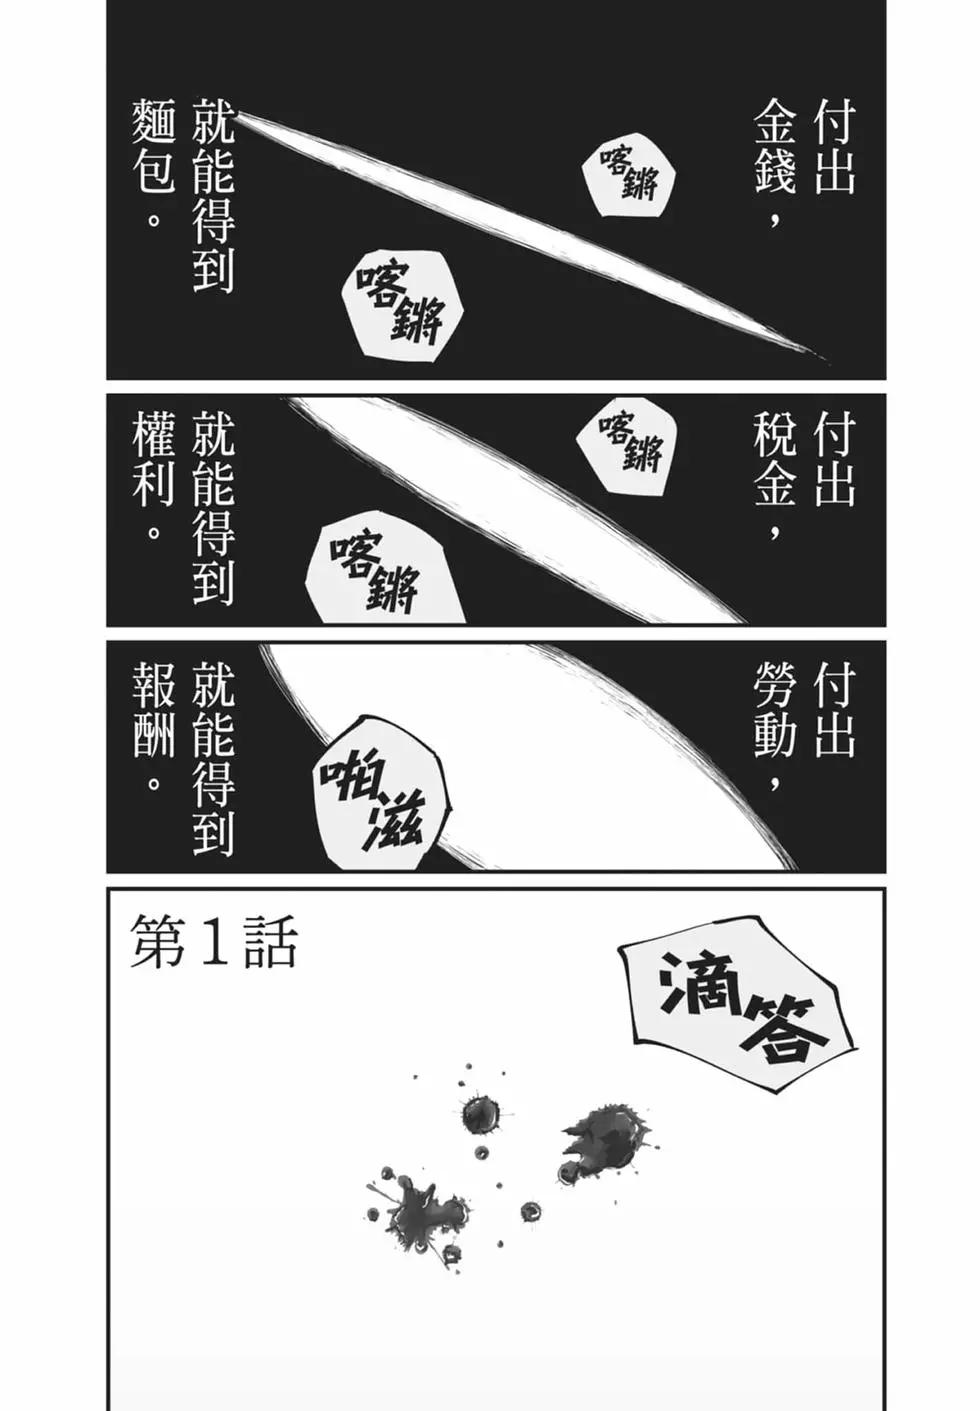 付出
金錢，
喀鏘
喀鏘
就能得到
麵包。
付出
稅金，
喀鏘
喀鏘
就能得到
權利。
付出
勞動，
啪滋
就能得到
報酬。
第1話
滴答